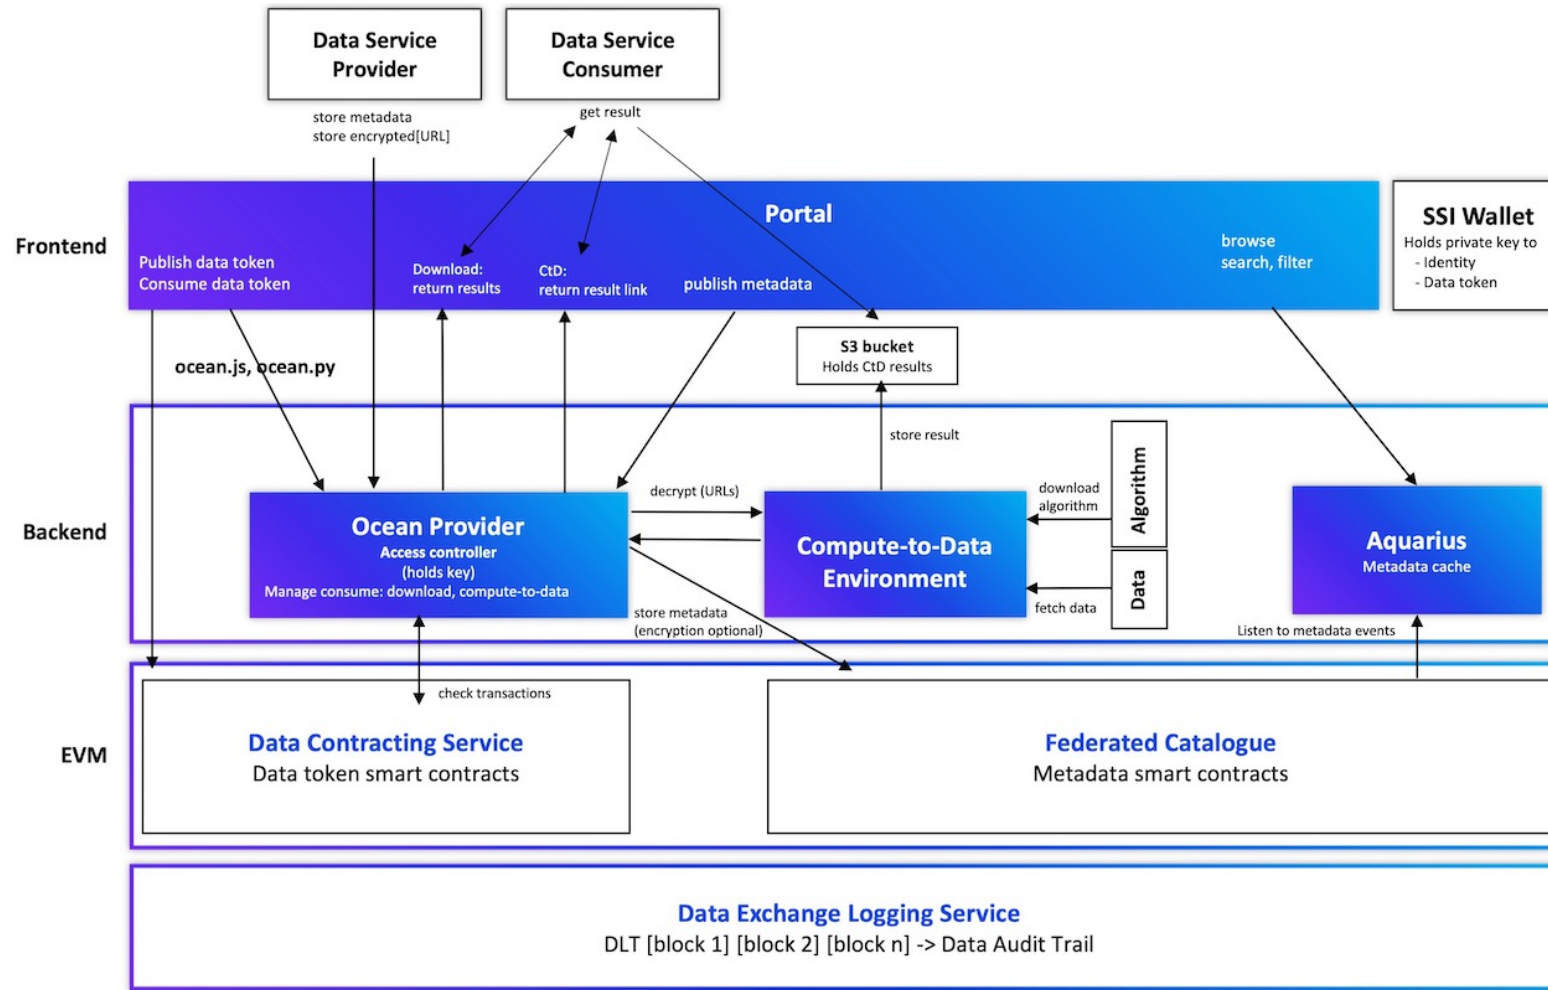 Data Service
Provider
Data Service
Consumer
store metadata
store encrypted[URL]
get result
Frontend
Portal
Publish data token
Consume data token
Download:
return results
CtD:
return result link
publish metadata
browse
search, filter
SSI Wallet
Holds private key to
- Identity
- Data token
ocean.js, ocean.py
S3 bucket
Holds CtD results
Backend
store result
Ocean Provider
Access controller
(holds key)
Manage consume: download, compute-to-data
decrypt (URLs)
Compute-to-Data
Environment
download
algorithm
Algorithm
fetch data
Data
Aquarius
Metadata cache
store metadata
(encryption optional)
Listen to metadata events
EVM
check transactions
Data Contracting Service
Data token smart contracts
Federated Catalogue
Metadata smart contracts
Data Exchange Logging Service
DLT [block 1] [block 2] [block n] -> Data Audit Trail